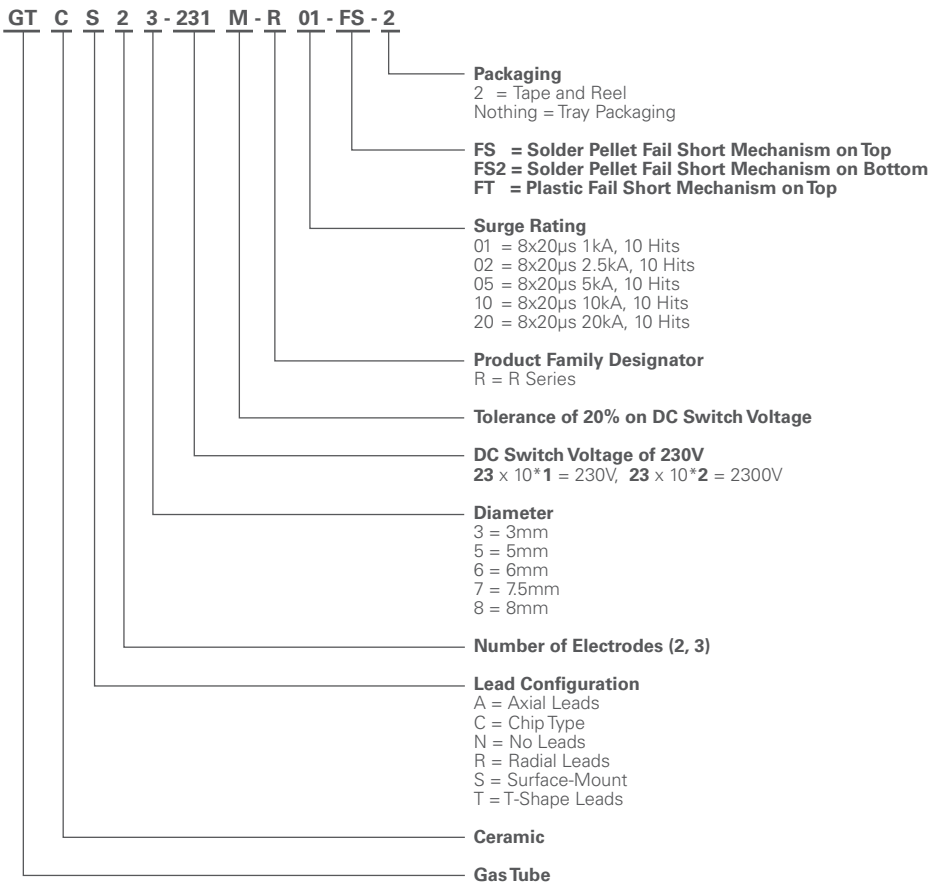 GT C S 2 3 - 231 M - R 01 - FS - 2
Packaging
2 = Tape and Reel
Nothing = Tray Packaging
FS = Solder Pellet Fail Short Mechanism on Top
FS2 = Solder Pellet Fail Short Mechanism on Bottom
FT = Plastic Fail Short Mechanism on Top
Surge Rating
01 = 8x20µs 1kA, 10 Hits
02 = 8x20µs 2.5kA, 10 Hits
05 = 8x20µs 5kA, 10 Hits
10 = 8x20µs 10kA, 10 Hits
20 = 8x20µs 20kA, 10 Hits
Product Family Designator
R = R Series
Tolerance of 20% on DC Switch Voltage
DC Switch Voltage of 230V
23 x 10*1 = 230V, 23 x 10*2 = 2300V
Diameter
3 = 3mm
5 = 5mm
6 = 6mm
7 = 7.5mm
8 = 8mm
Number of Electrodes (2, 3)
Lead Configuration
A = Axial Leads
C = Chip Type
N = No Leads
R = Radial Leads
S = Surface-Mount
T = T-Shape Leads
Ceramic
Gas Tube